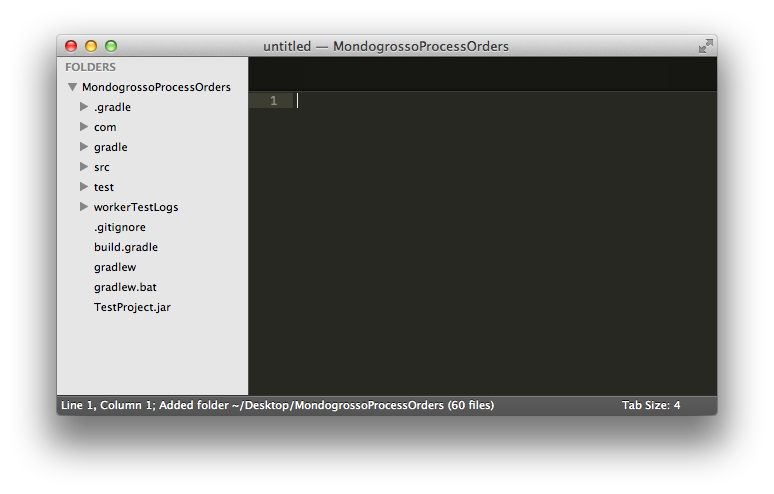 untitled — MondogrossoProcessOrders
FOLDERS
MondogrossoProcessOrders
.gradle
com
gradle
src
test
workerTestLogs
.gitignore
build.gradle
gradlew
gradlew.bat
TestProject.jar
1
Line 1, Column 1; Added folder ~/Desktop/MondogrossoProcessOrders (60 files) Tab Size: 4